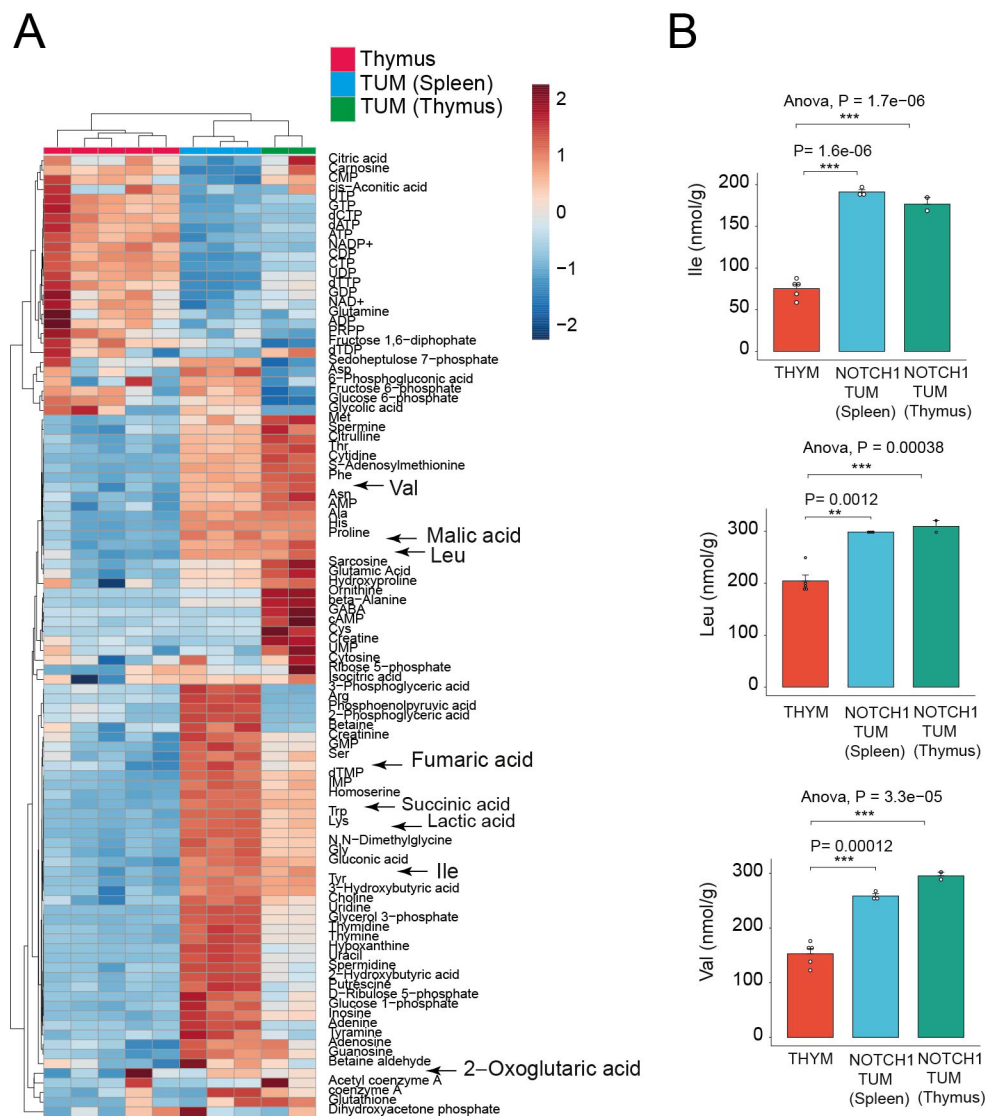 A
Thymus
TUM (Spleen)
TUM (Thymus)
2
1
0
−1
−2
Citric acid
Carnosine
CMP
cis−Aconitic acid
UTP
GTP
dCTP
dATP
ATP
NADP+
CDP
CTP
UDP
dTTP
GDP
NAD+
Glutamine
ADP
PRPP
Fructose 1,6−diphophate
dTDP
Sedoheptulose 7−phosphate
Asp
6−Phosphogluconic acid
Fructose 6−phosphate
Glucose 6−phosphate
Glycolic acid
Met
Spermine
Citrulline
Thr
Cytidine
S−Adenosylmethionine
Phe
Val
Asn
AMP
Ala
His
Proline
Malic acid
Leu
Sarcosine
Glutamic Acid
Hydroxyproline
Ornithine
beta−Alanine
GABA
cAMP
Cys
Creatine
UMP
Cytosine
Ribose 5−phosphate
Isocitric acid
3−Phosphoglyceric acid
Arg
Phosphoenolpyruvic acid
2−Phosphoglyceric acid
Betaine
Creatinine
GMP
Ser
Fumaric acid
dTMP
IMP
Homoserine
Succinic acid
Trp
Lys
Lactic acid
N,N−Dimethylglycine
Gly
Gluconic acid
Ile
Tyr
3−Hydroxybutyric acid
Choline
Uridine
Glycerol 3−phosphate
Thymidine
Thymine
Hypoxanthine
Uracil
Spermidine
2−Hydroxybutyric acid
Putrescine
D−Ribulose 5−phosphate
Glucose 1−phosphate
Inosine
Adenine
Tyramine
Adenosine
Guanosine
Betaine aldehyde
2−Oxoglutaric acid
Acetyl coenzyme A
coenzyme A
Glutathione
Dihydroxyacetone phosphate
B
Anova, P = 1.7e−06
***
P= 1.6e-06
***
Ile (nmol/g)
200
150
100
50
0
THYM
NOTCH1
TUM
(Spleen)
NOTCH1
TUM
(Thymus)
Anova, P = 0.00038
***
P= 0.0012
**
Leu (nmol/g)
300
200
100
0
THYM
NOTCH1
TUM
(Spleen)
NOTCH1
TUM
(Thymus)
Anova, P = 3.3e−05
***
P= 0.00012
***
Val (nmol/g)
300
200
100
0
THYM
NOTCH1
TUM
(Spleen)
NOTCH1
TUM
(Thymus)